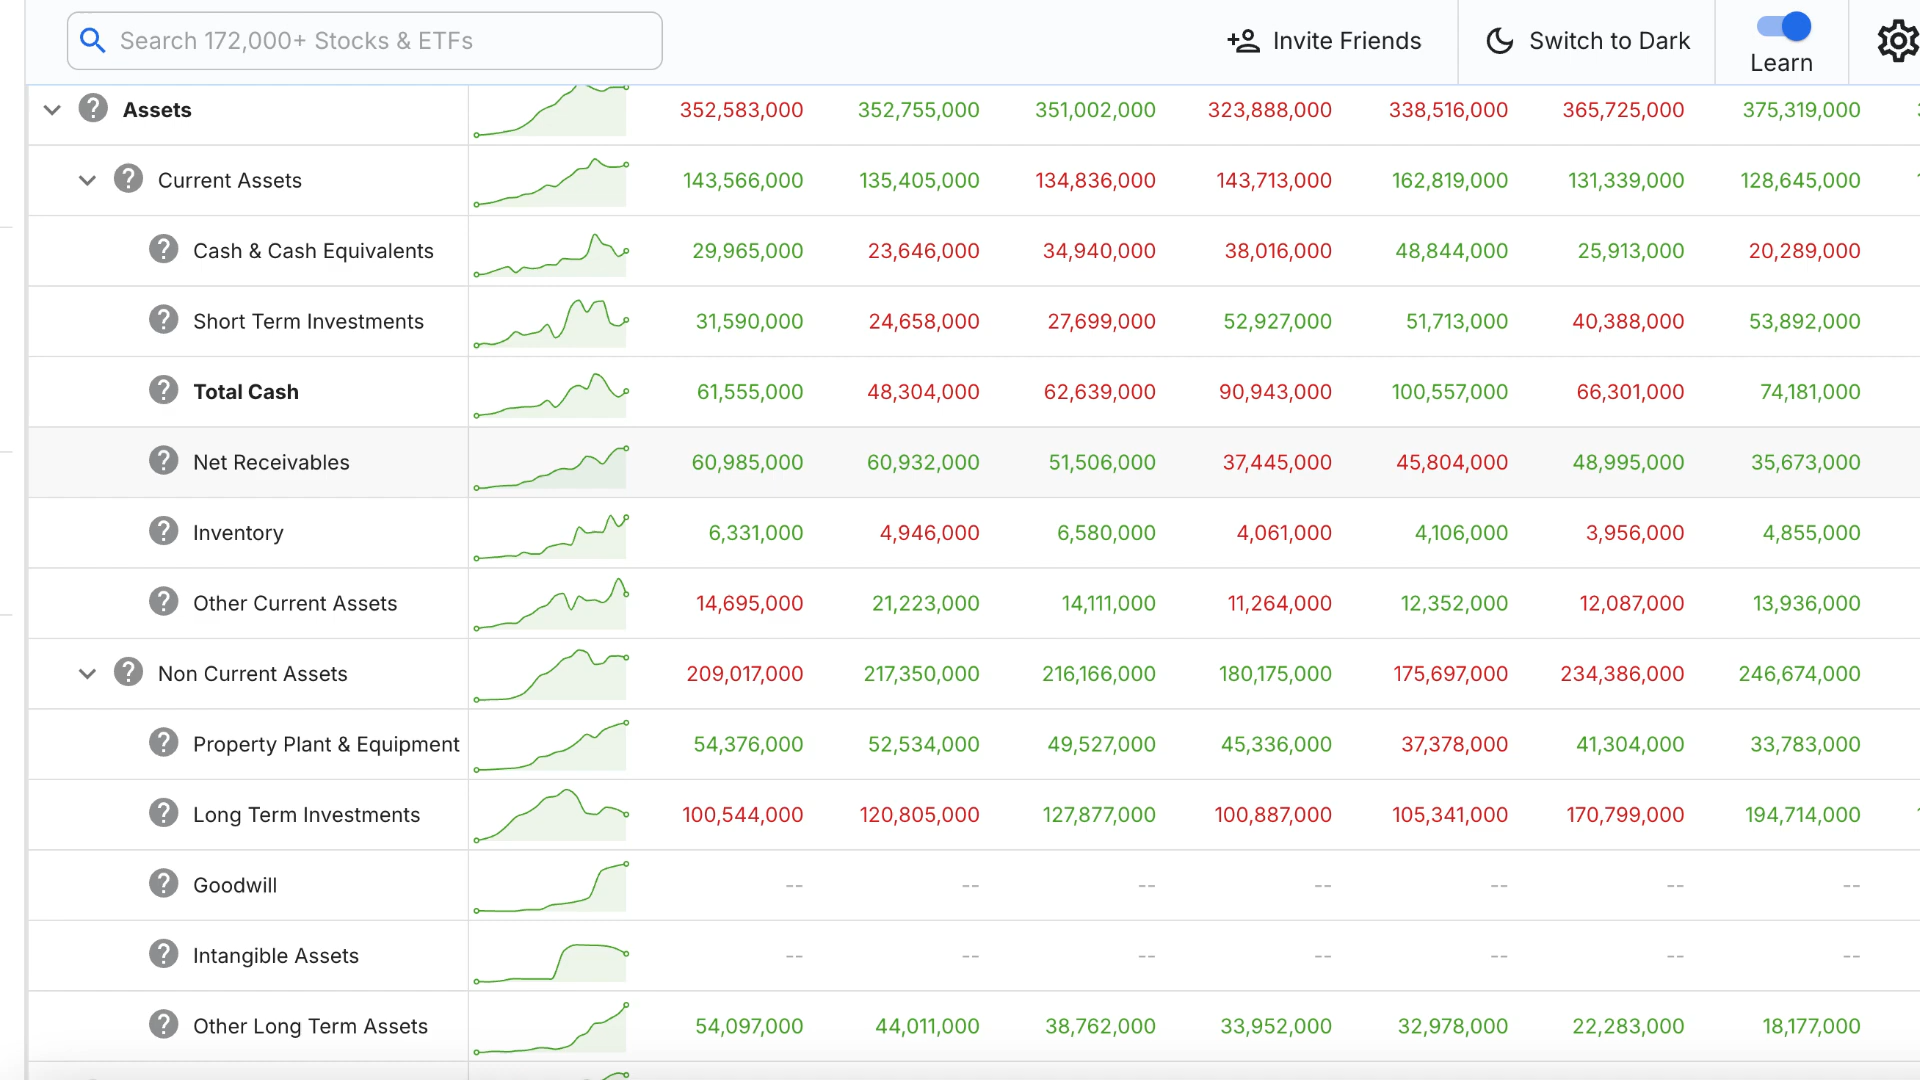 Search 172,000+ Stocks & ETFs
Invite Friends
Switch to Dark
Learn
Assets 352,583,000 352,755,000 351,002,000 323,888,000 338,516,000 365,725,000 375,319,000
Current Assets 143,566,000 135,405,000 134,836,000 143,713,000 162,819,000 131,339,000 128,645,000
Cash & Cash Equivalents 29,965,000 23,646,000 34,940,000 38,016,000 48,844,000 25,913,000 20,289,000
Short Term Investments 31,590,000 24,658,000 27,699,000 52,927,000 51,713,000 40,388,000 53,892,000
Total Cash 61,555,000 48,304,000 62,639,000 90,943,000 100,557,000 66,301,000 74,181,000
Net Receivables 60,985,000 60,932,000 51,506,000 37,445,000 45,804,000 48,995,000 35,673,000
Inventory 6,331,000 4,946,000 6,580,000 4,061,000 4,106,000 3,956,000 4,855,000
Other Current Assets 14,695,000 21,223,000 14,111,000 11,264,000 12,352,000 12,087,000 13,936,000
Non Current Assets 209,017,000 217,350,000 216,166,000 180,175,000 175,697,000 234,386,000 246,674,000
Property Plant & Equipment 54,376,000 52,534,000 49,527,000 45,336,000 37,378,000 41,304,000 33,783,000
Long Term Investments 100,544,000 120,805,000 127,877,000 100,887,000 105,341,000 170,799,000 194,714,000
Goodwill -- -- -- -- -- -- --
Intangible Assets -- -- -- -- -- -- --
Other Long Term Assets 54,097,000 44,011,000 38,762,000 33,952,000 32,978,000 22,283,000 18,177,000